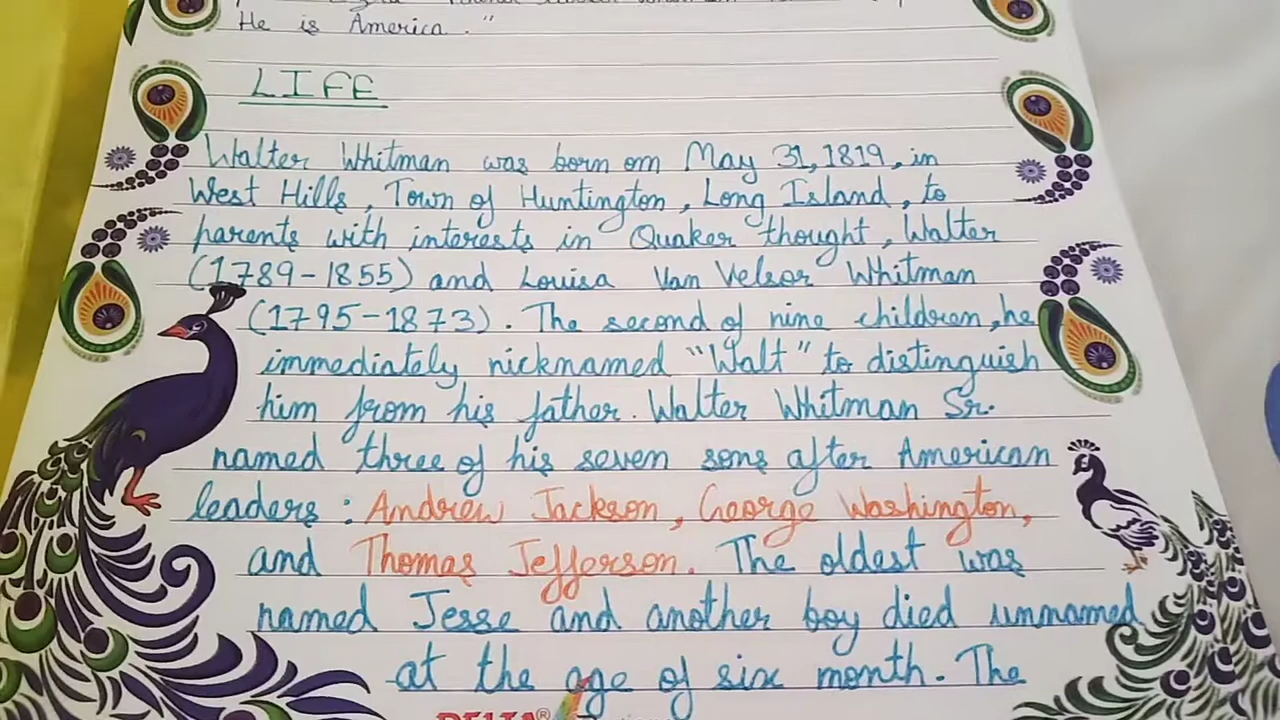 He is America."
LIFE
Walter Whitman was born on May 31, 1819, in
West Hills, Town of Huntington, Long Island, to
parents with interests in Quaker thought, Walter
(1789-1855) and Louisa Van Velsor Whitman
(1795-1873). The second of nine children, he
immediately nicknamed "Walt" to distinguish
him from his father. Walter Whitman Sr.
named three of his seven sons after American
leaders: Andrew Jackson, George Washington,
and Thomas Jefferson. The oldest was
named Jesse and another boy died unnamed
at the age of six month. The